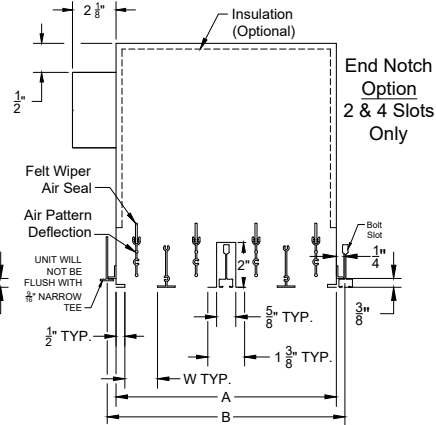 2 1/8"
Insulation
(Optional)
1/2"
End Notch
Option
2 & 4 Slots
Only
Felt Wiper
Air Seal
Air Pattern
Deflection
UNIT WILL
NOT BE
FLUSH WITH
9/16" NARROW
TEE
Bolt
Slot
1/4"
2"
3/8"
5/8" TYP.
1/2" TYP.
1 3/8" TYP.
W TYP.
A
B